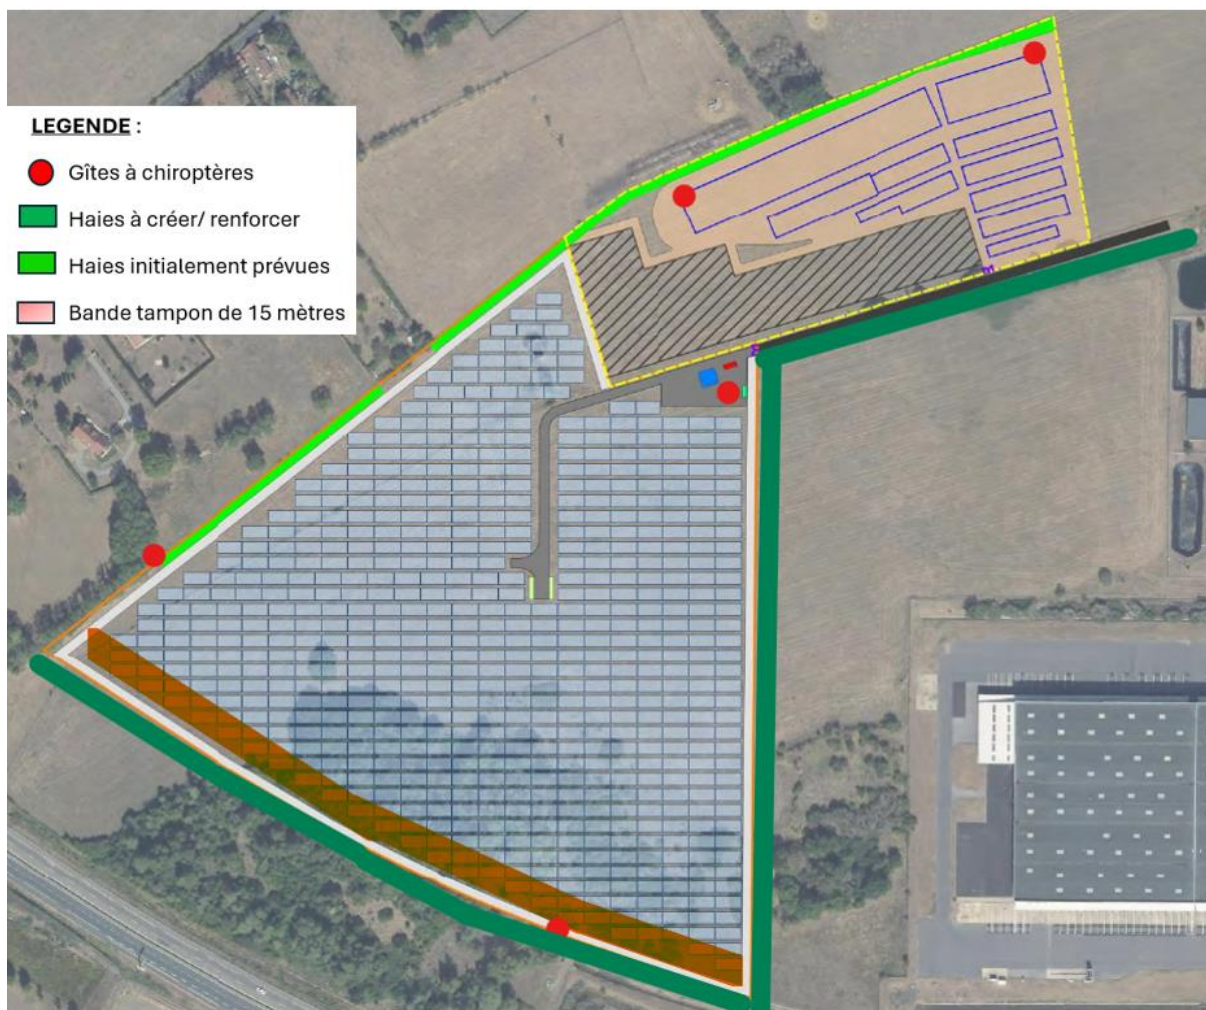 LEGENDE :
Gîtes à chiroptères
Haies à créer/ renforcer
Haies initialement prévues
Bande tampon de 15 mètres